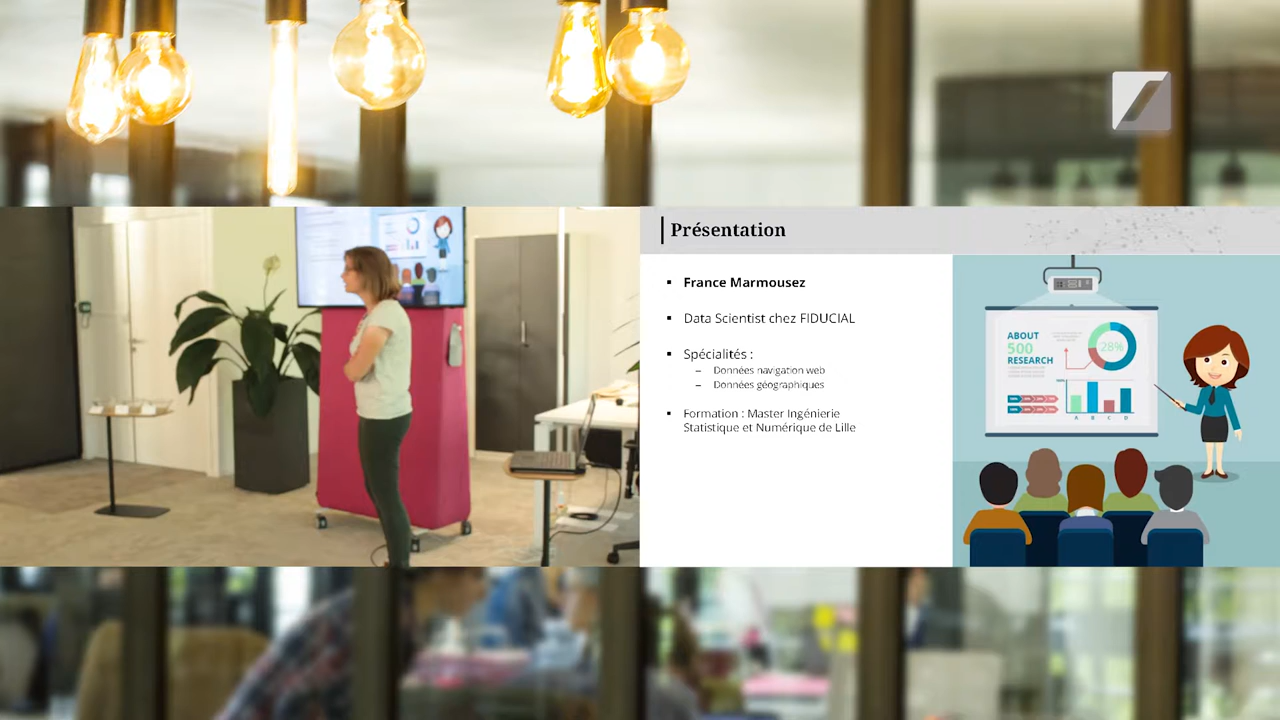 Présentation
▪ France Marmousez
▪ Data Scientist chez FIDUCIAL
▪ Spécialités :
– Données navigation web
– Données géographiques
▪ Formation : Master Ingénierie
Statistique et Numérique de Lille
ABOUT
500
RESEARCH
28%
A B C D